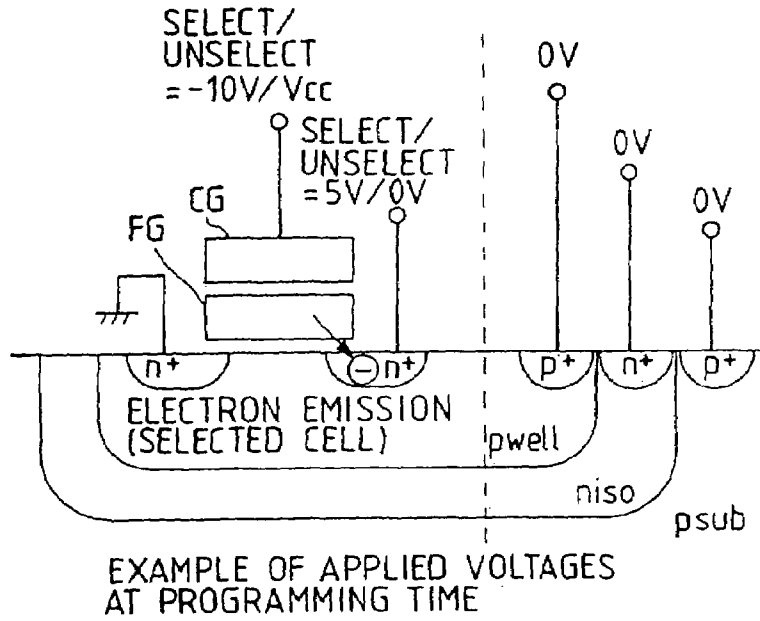 SELECT/
UNSELECT
=-10V/Vcc
SELECT/
UNSELECT
=5V/0V
0V
0V
0V
CG
FG
n+
- n+
p+
n+
p+
ELECTRON EMISSION
(SELECTED CELL)
pwell
niso
psub
EXAMPLE OF APPLIED VOLTAGES
AT PROGRAMMING TIME